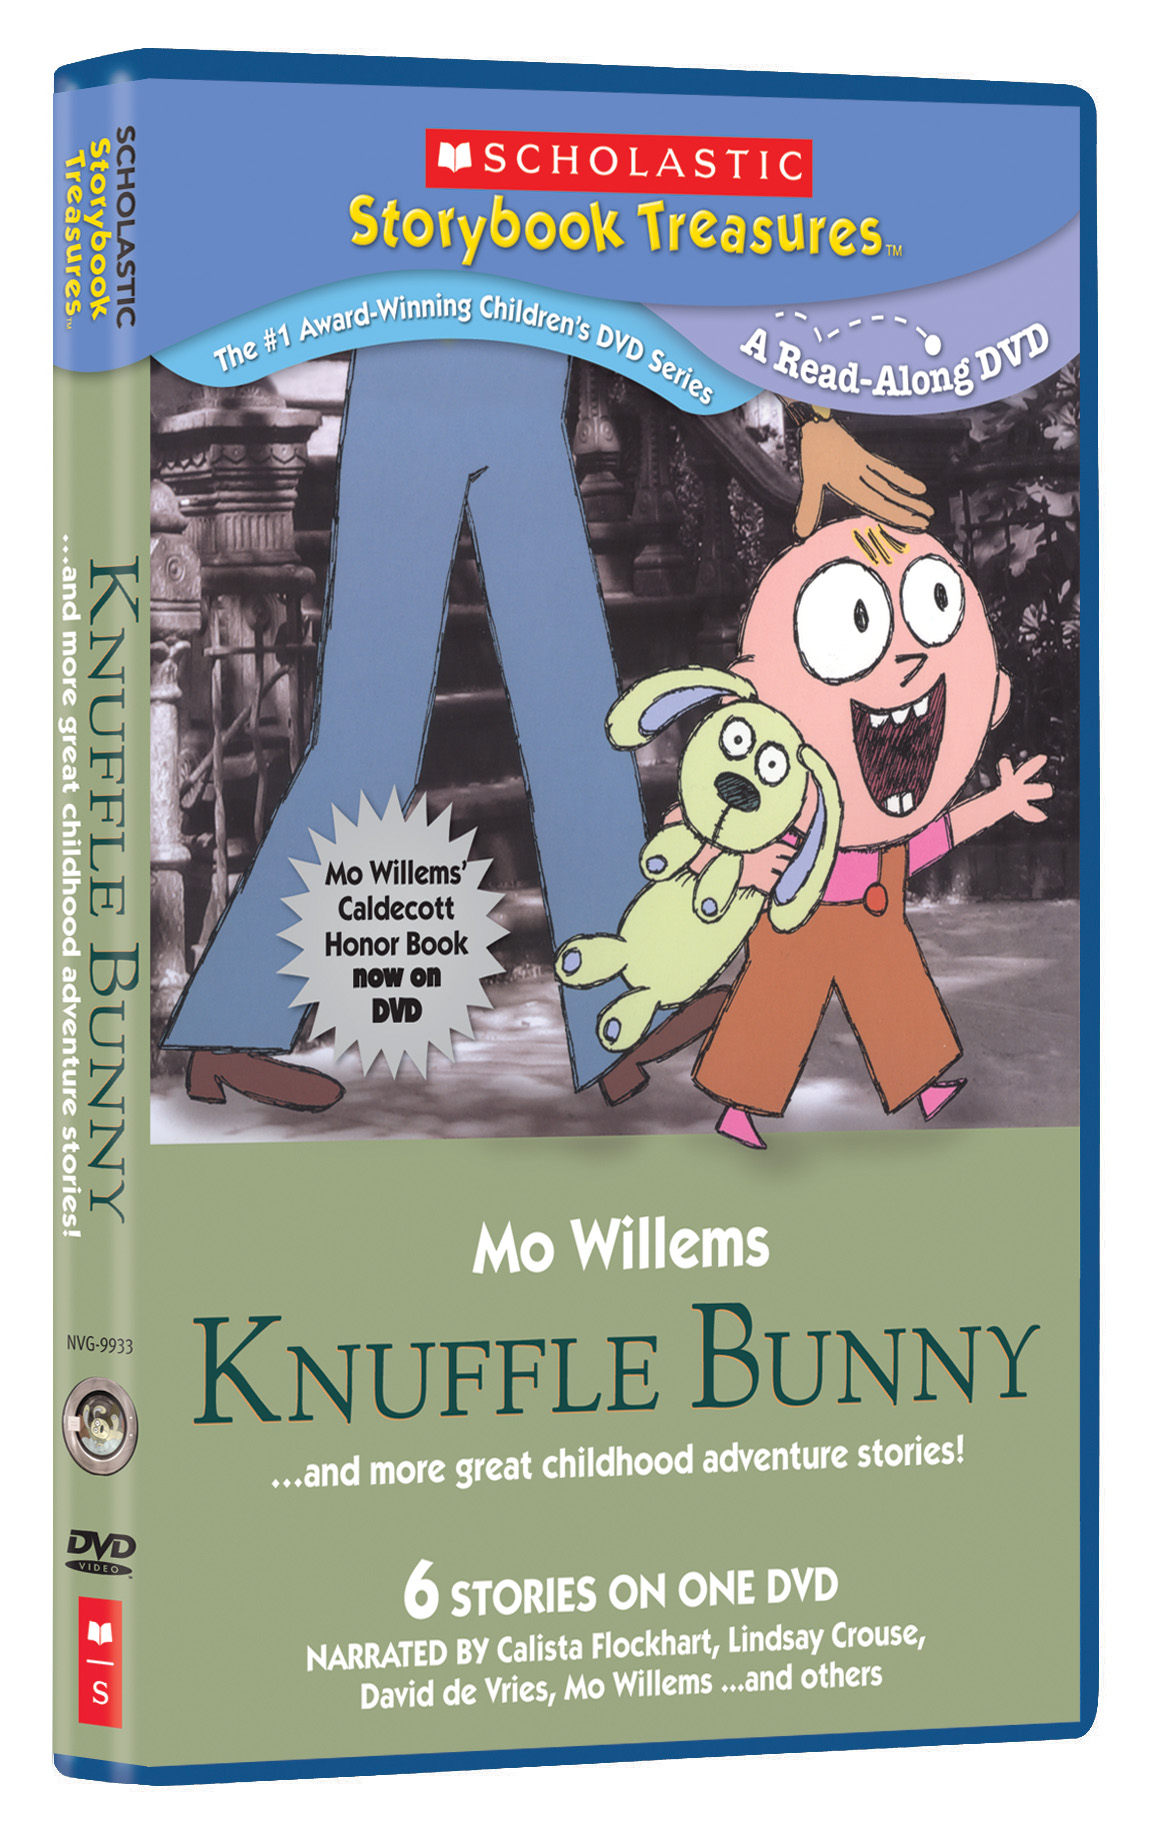 SCHOLASTIC
Storybook Treasures™
The #1 Award-Winning Children's DVD Series
A Read-Along DVD
Mo Willems'
Caldecott
Honor Book
now on
DVD
Mo Willems
KNUFFLE BUNNY
...and more great childhood adventure stories!
6 STORIES ON ONE DVD
NARRATED BY Calista Flockhart, Lindsay Crouse,
David de Vries, Mo Willems ...and others
SCHOLASTIC
Storybook
Treasures™
KNUFFLE BUNNY
...and more great childhood adventure stories!
NVG-9933
DVD
VIDEO
S